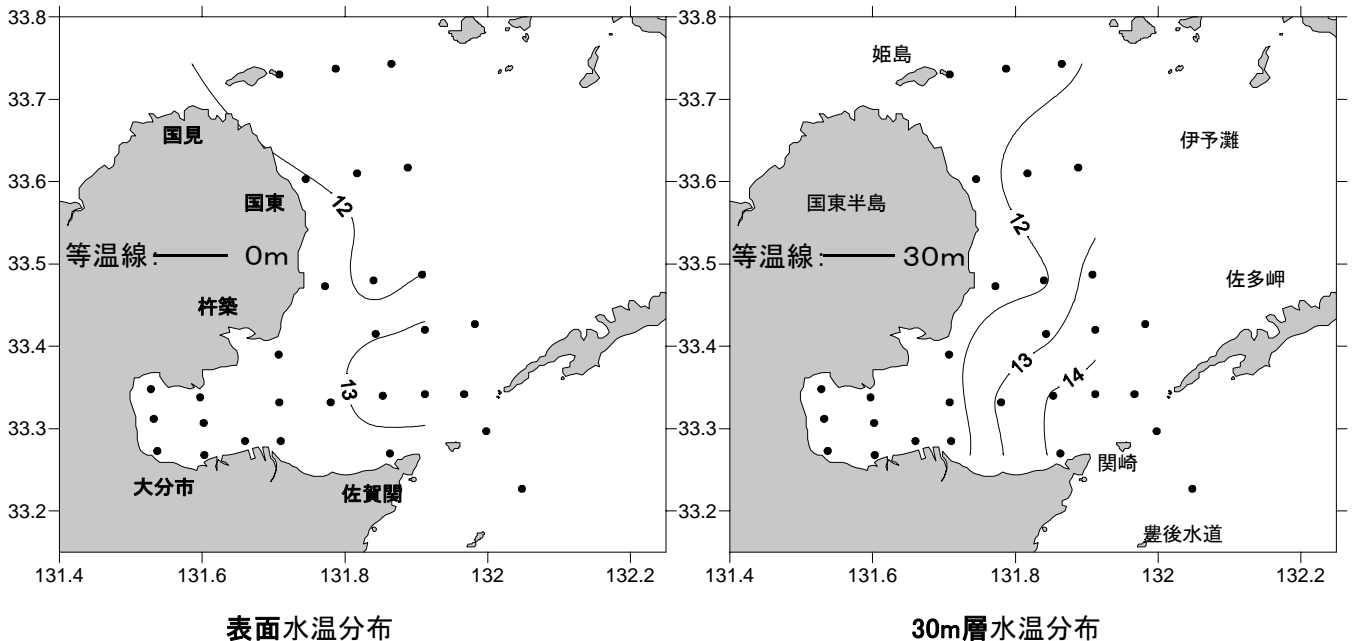 33.8
33.7
33.6
33.5
33.4
33.3
33.2
131.4
131.6
131.8
132
132.2
国見
国東
12
等温線: 0m
杵築
13
大分市
佐賀関
表面水温分布
33.8
33.7
33.6
33.5
33.4
33.3
33.2
131.4
131.6
131.8
132
132.2
姫島
伊予灘
国東半島
12
等温線: 30m
佐多岬
13
14
関崎
豊後水道
30m層水温分布